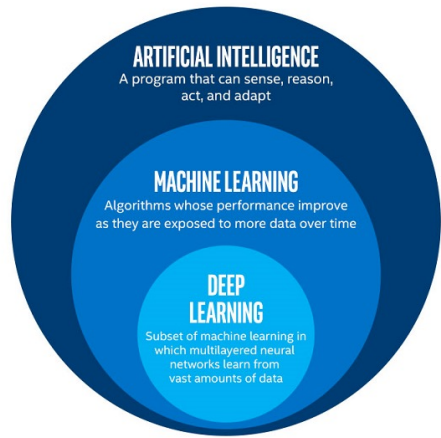 ARTIFICIAL INTELLIGENCE
A program that can sense, reason,
act, and adapt
MACHINE LEARNING
Algorithms whose performance improve
as they are exposed to more data over time
DEEP
LEARNING
Subset of machine learning in
which multilayered neural
networks learn from
vast amounts of data